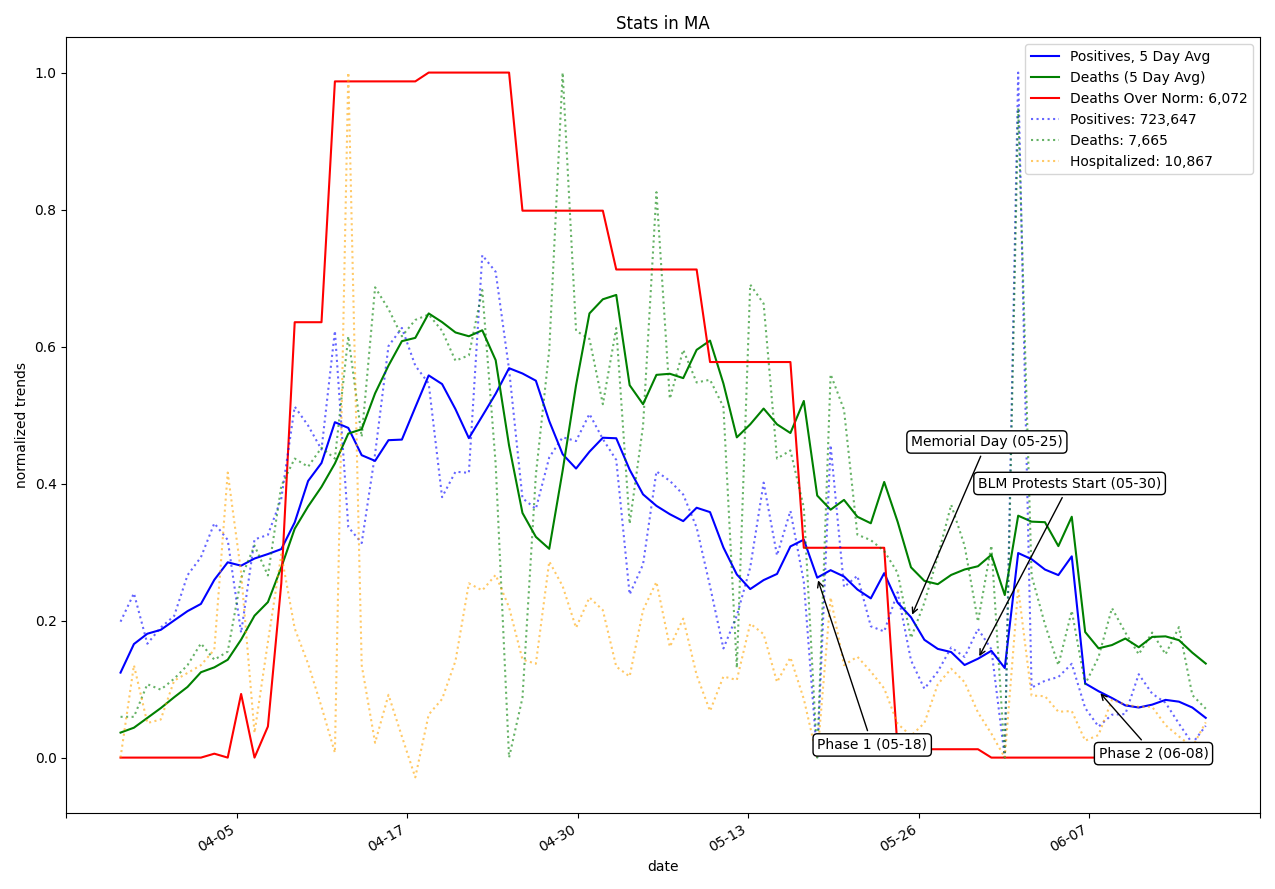 Stats in MA
1.0
0.8
0.6
0.4
0.2
0.0
normalized trends
Positives, 5 Day Avg
Deaths (5 Day Avg)
Deaths Over Norm: 6,072
Positives: 723,647
Deaths: 7,665
Hospitalized: 10,867
Memorial Day (05-25)
BLM Protests Start (05-30)
Phase 1 (05-18)
Phase 2 (06-08)
04-05
04-17
04-30
05-13
05-26
06-07
date